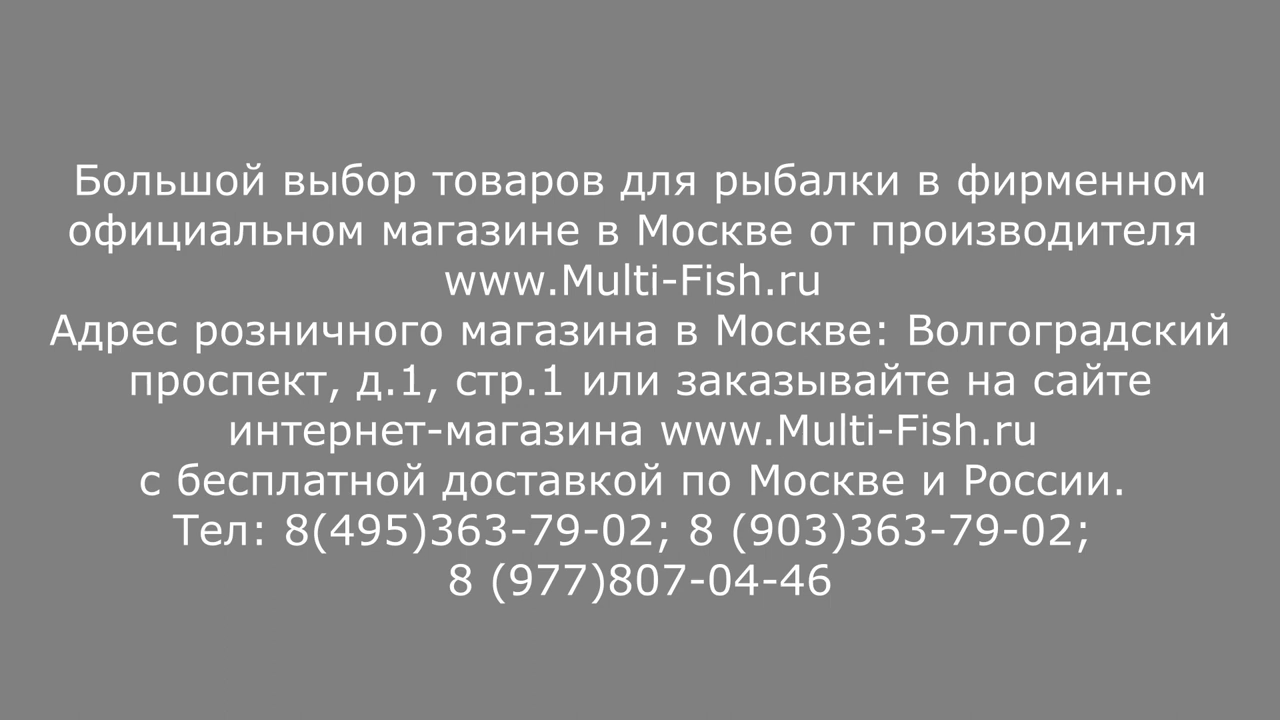 Большой выбор товаров для рыбалки в фирменном
официальном магазине в Москве от производителя
www.Multi-Fish.ru
Адрес розничного магазина в Москве: Волгоградский
проспект, д.1, стр.1 или заказывайте на сайте
интернет-магазина www.Multi-Fish.ru
с бесплатной доставкой по Москве и России.
Тел: 8(495)363-79-02; 8 (903)363-79-02;
8 (977)807-04-46